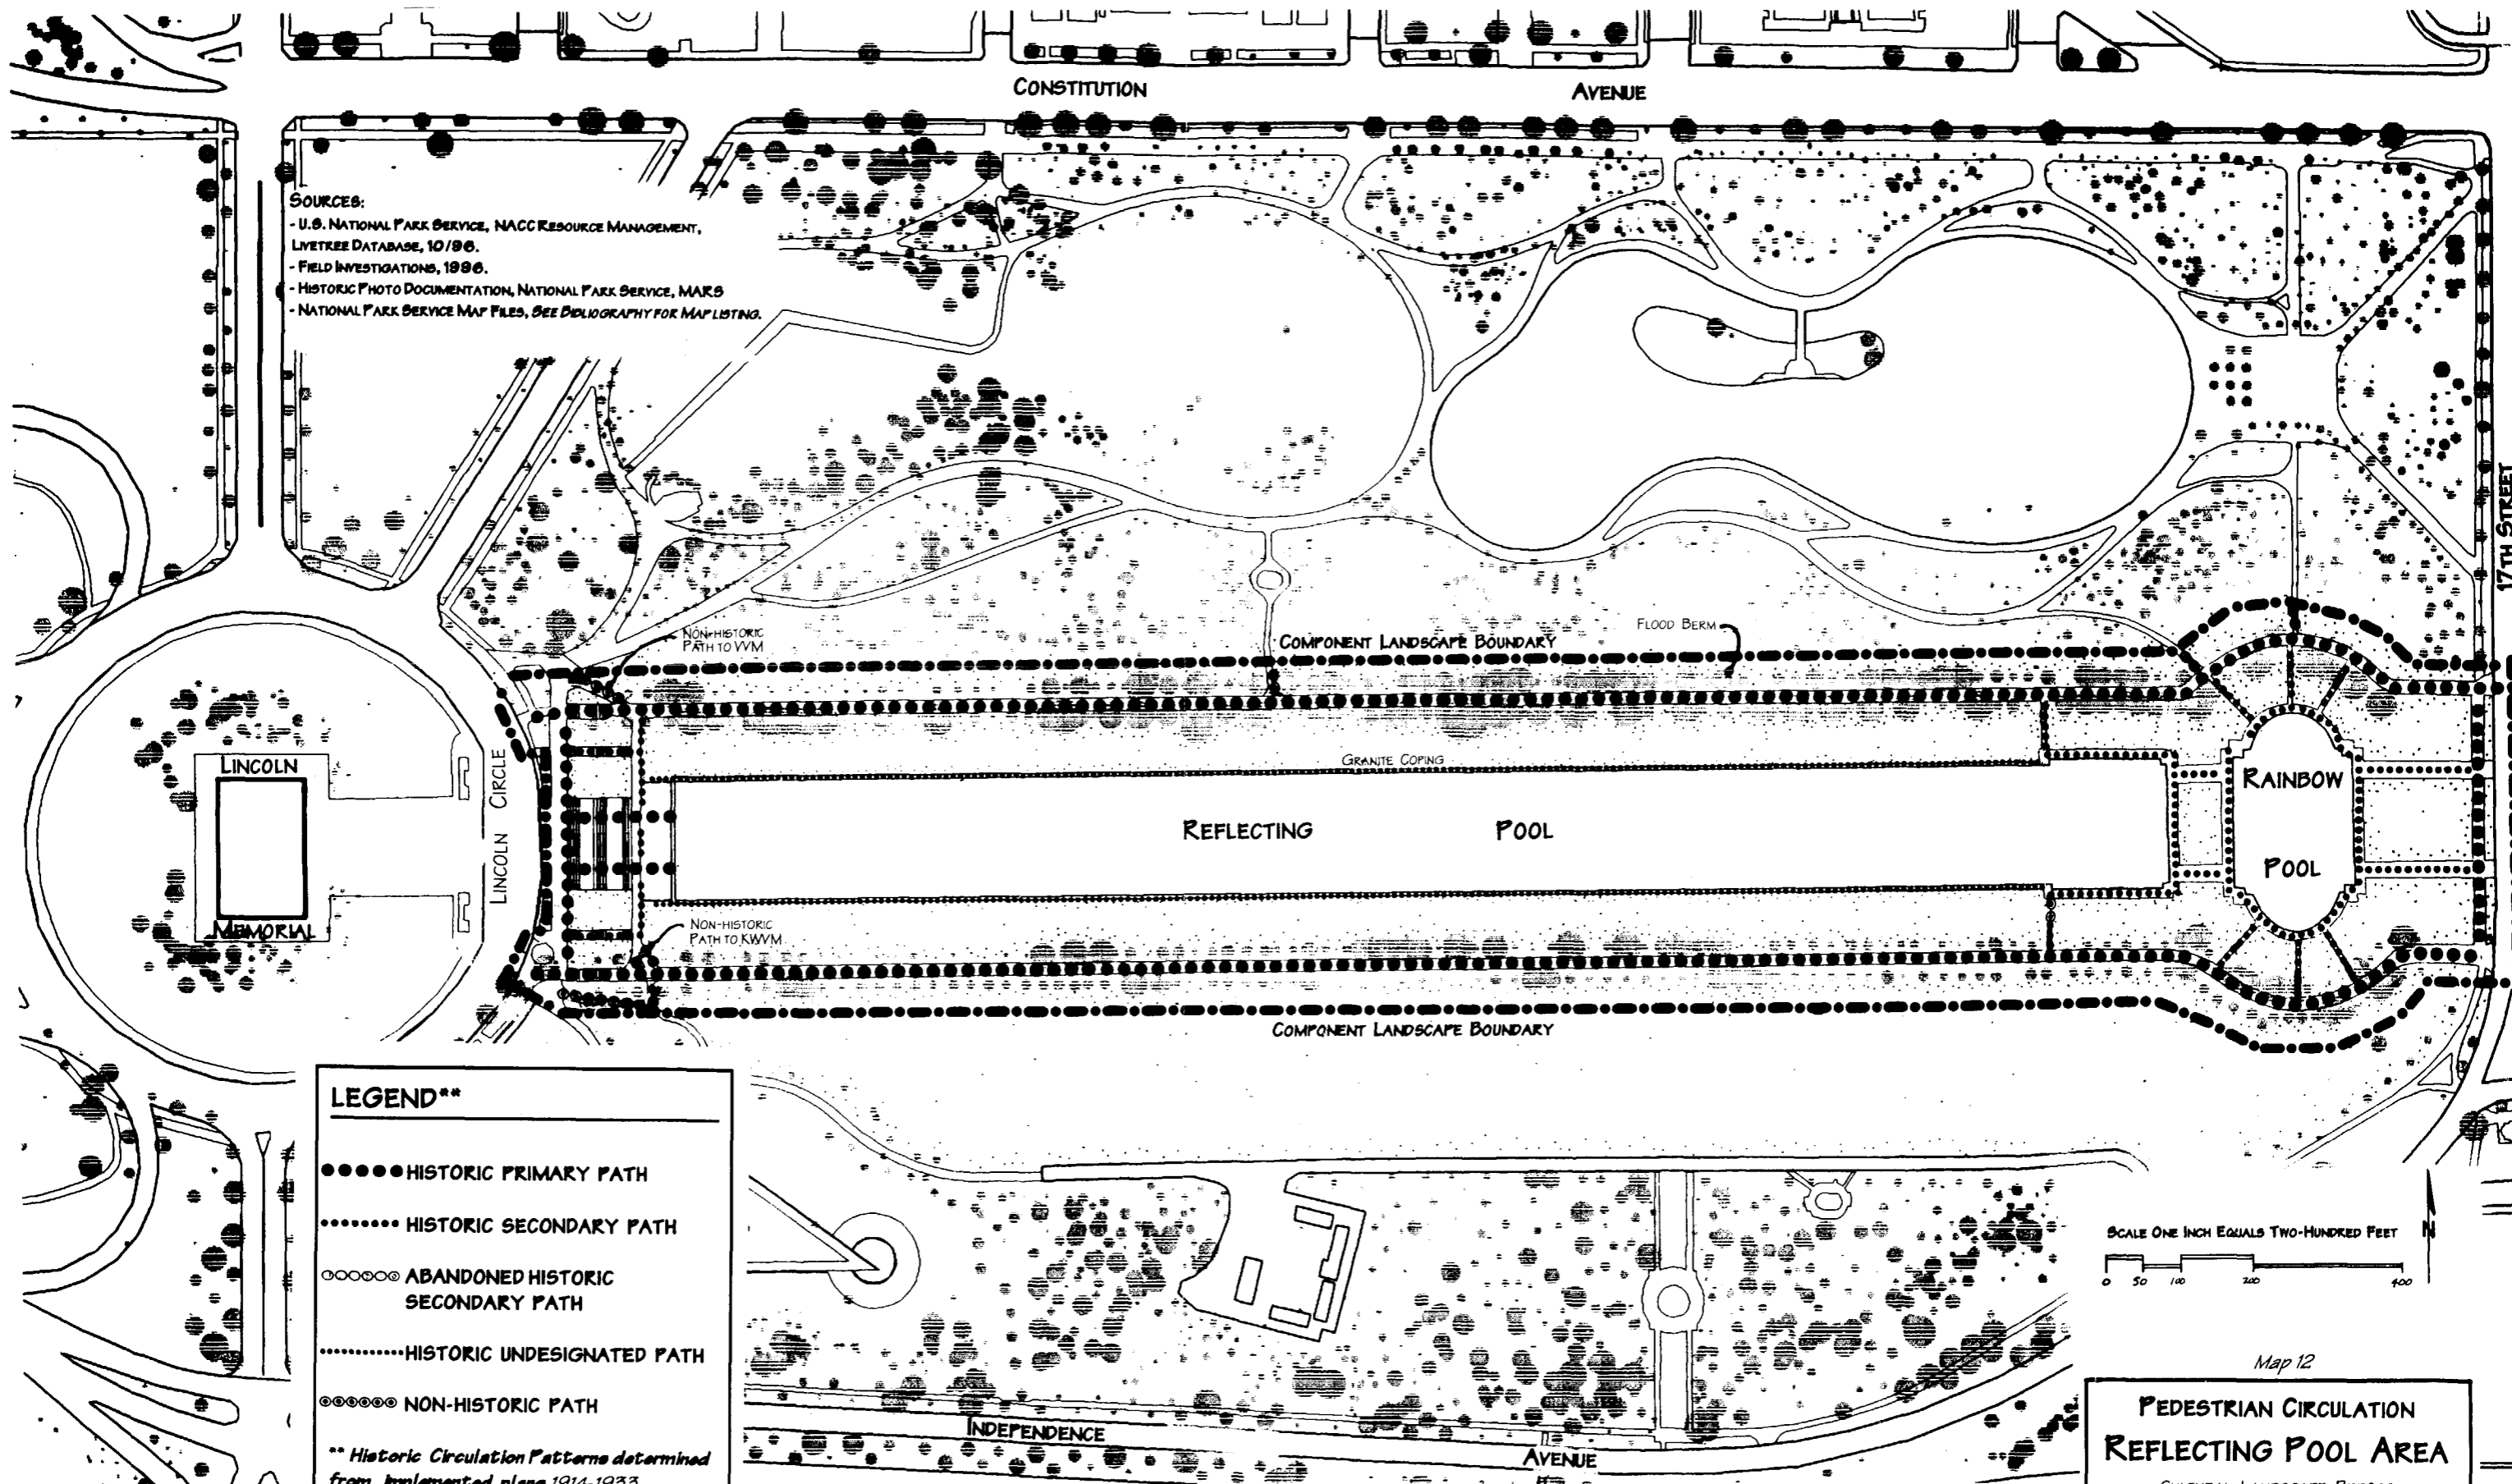 CONSTITUTION AVENUE
SOURCES:
- U.S. NATIONAL PARK SERVICE, NACC RESOURCE MANAGEMENT,
LIVETREE DATABASE, 10/96.
- FIELD INVESTIGATIONS, 1996.
- HISTORIC PHOTO DOCUMENTATION, NATIONAL PARK SERVICE, MARS
- NATIONAL PARK SERVICE MAP FILES, SEE BIBLIOGRAPHY FOR MAP LISTING.
17TH STREET
NON-HISTORIC
PATH TO VVM
COMPONENT LANDSCAPE BOUNDARY
FLOOD BERM
LINCOLN
MEMORIAL
LINCOLN CIRCLE
GRANITE COPING
REFLECTING POOL
RAINBOW
POOL
NON-HISTORIC
PATH TO KWVM
COMPONENT LANDSCAPE BOUNDARY
LEGEND**
HISTORIC PRIMARY PATH
HISTORIC SECONDARY PATH
ABANDONED HISTORIC
SECONDARY PATH
HISTORIC UNDESIGNATED PATH
NON-HISTORIC PATH
** Historic Circulation Patterns determined
from implemented plans 1914-1933
INDEPENDENCE AVENUE
SCALE ONE INCH EQUALS TWO-HUNDRED FEET
N
0 50 100 200 400
Map 12
PEDESTRIAN CIRCULATION
REFLECTING POOL AREA